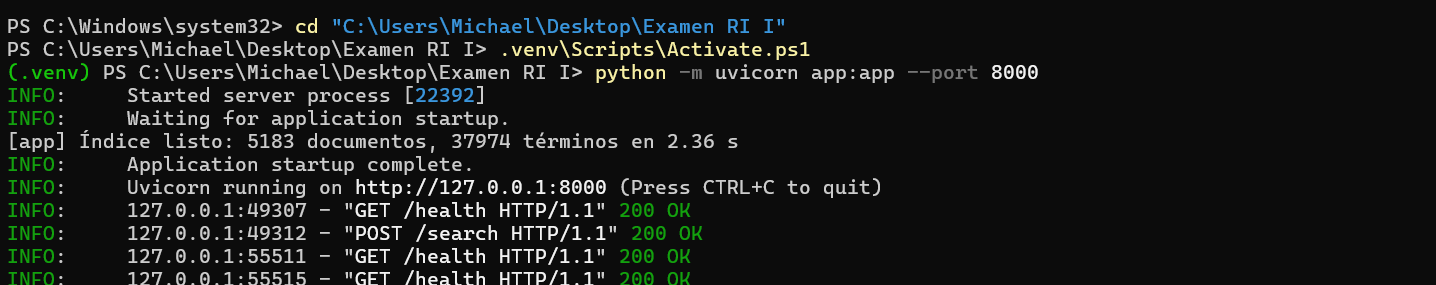 PS C:\Windows\system32> cd "C:\Users\Michael\Desktop\Examen RI I"
PS C:\Users\Michael\Desktop\Examen RI I> .venv\Scripts\Activate.ps1
(.venv) PS C:\Users\Michael\Desktop\Examen RI I> python -m uvicorn app:app --port 8000
INFO:     Started server process [22392]
INFO:     Waiting for application startup.
[app] Índice listo: 5183 documentos, 37974 términos en 2.36 s
INFO:     Application startup complete.
INFO:     Uvicorn running on http://127.0.0.1:8000 (Press CTRL+C to quit)
INFO:     127.0.0.1:49307 - "GET /health HTTP/1.1" 200 OK
INFO:     127.0.0.1:49312 - "POST /search HTTP/1.1" 200 OK
INFO:     127.0.0.1:55511 - "GET /health HTTP/1.1" 200 OK
INFO:     127.0.0.1:55515 - "GET /health HTTP/1.1" 200 OK